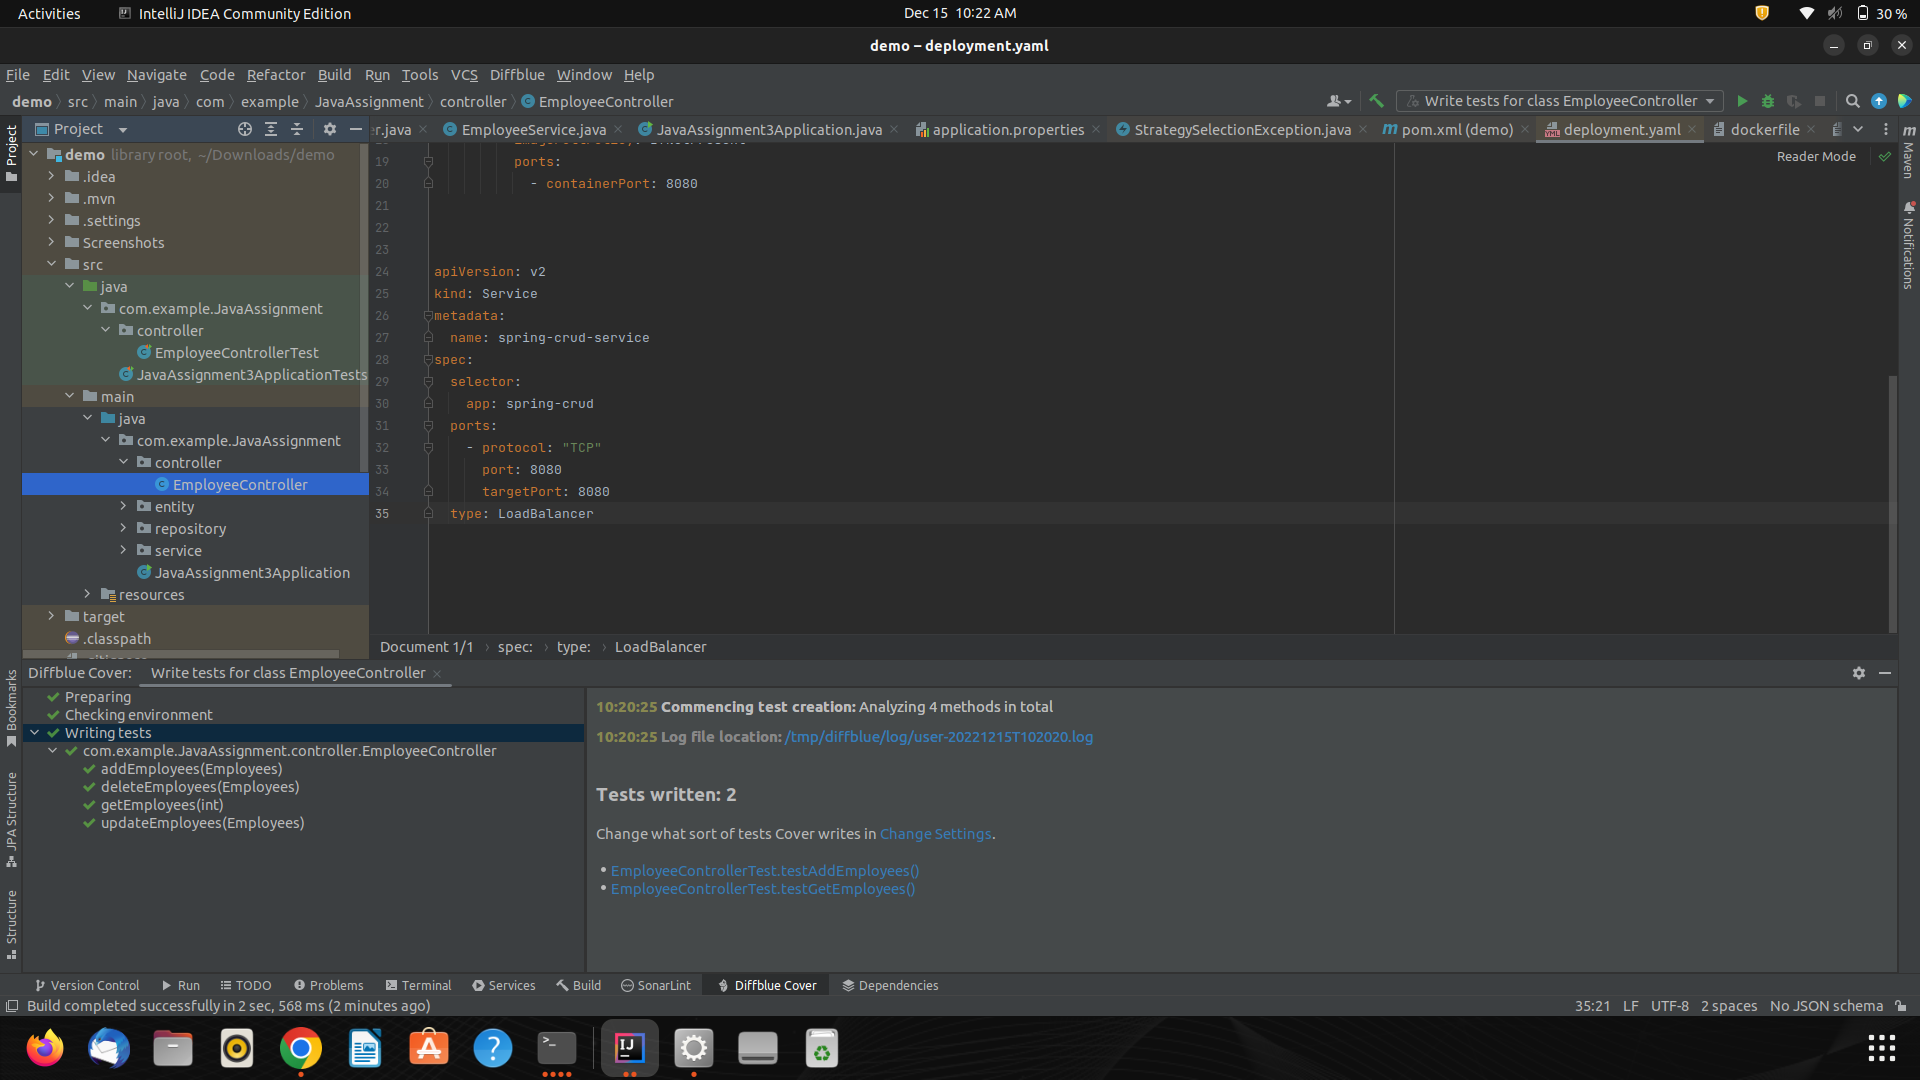 Activities
IntelliJ IDEA Community Edition
Dec 15 10:22 AM
30 %
demo – deployment.yaml
File Edit View Navigate Code Refactor Build Run Tools VCS Diffblue Window Help
demo src main java com example JavaAssignment controller EmployeeController
Write tests for class EmployeeController
Project
er.java EmployeeService.java JavaAssignment3Application.java application.properties StrategySelectionException.java pom.xml (demo) deployment.yaml dockerfile
Project
Bookmarks
JPA Structure
Structure
Maven
Notifications
demo library root, ~/Downloads/demo
.idea
.mvn
.settings
Screenshots
src
java
com.example.JavaAssignment
controller
EmployeeControllerTest
JavaAssignment3ApplicationTests
main
java
com.example.JavaAssignment
controller
EmployeeController
entity
repository
service
JavaAssignment3Application
resources
target
.classpath
Reader Mode
19 ports:
20 - containerPort: 8080
21
22
23
24 apiVersion: v2
25 kind: Service
26 metadata:
27 name: spring-crud-service
28 spec:
29 selector:
30 app: spring-crud
31 ports:
32 - protocol: "TCP"
33 port: 8080
34 targetPort: 8080
35 type: LoadBalancer
Document 1/1 spec: type: LoadBalancer
Diffblue Cover: Write tests for class EmployeeController
Preparing
Checking environment
Writing tests
com.example.JavaAssignment.controller.EmployeeController
addEmployees(Employees)
deleteEmployees(Employees)
getEmployees(int)
updateEmployees(Employees)
10:20:25 Commencing test creation: Analyzing 4 methods in total
10:20:25 Log file location: /tmp/diffblue/log/user-20221215T102020.log
Tests written: 2
Change what sort of tests Cover writes in Change Settings.
• EmployeeControllerTest.testAddEmployees()
• EmployeeControllerTest.testGetEmployees()
Version Control Run TODO Problems Terminal Services Build SonarLint Diffblue Cover Dependencies
Build completed successfully in 2 sec, 568 ms (2 minutes ago)
35:21 LF UTF-8 2 spaces No JSON schema